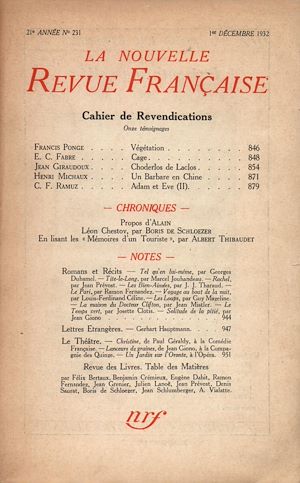 21e ANNÉE No 231 1er DÉCEMBRE 1932
LA NOUVELLE
REVUE FRANÇAISE
Cahier de Revendications
Onze témoignages
FRANCIS PONGE . . . . . Végétation. . . . . . . 846
E. C. FABRE . . . . . Cage . . . . . . . 848
JEAN GIRAUDOUX . . . . Choderlos de Laclos . . . . 854
HENRI MICHAUX . . . . Un Barbare en Chine . . . . 871
C. F. RAMUZ . . . . . Adam et Eve (II). . . . . 879
— CHRONIQUES —
Propos d'ALAIN
Léon Chestov, par BORIS DE SCHLOEZER
En lisant les « Mémoires d'un Touriste », par ALBERT THIBAUDET
— NOTES —
Romans et Récits — Tel qu'en lui-même, par Georges
Duhamel. — Tite-le-Long, par Marcel Jouhandeau. — Rachel,
par Jean Prévost. — Les Bien-Aimées, par J. J. Tharaud. —
Le Pari, par Ramon Fernandez. — Voyage au bout de la nuit,
par Louis-Ferdinand Céline. — Les Loups, par Guy Mazeline. —
La maison du Docteur Clifton, par Jean Mistler. — Le
Temps vert, par Josette Clotis. — Solitude de la pitié, par
Jean Giono . . . . . . . . . . . 944
Lettres Etrangères. — Gerhart Hauptmann. . . . 947
Le Théâtre. — Christine, de Paul Géraldy, à la Comédie
Française. — Lanceurs de graines, de Jean Giono, à la Compa-
gnie des Quinze. — Un Jardin sur l'Oronte, à l'Opéra. 951
Revue des Livres. Table des Matières
par Félix Bertaux, Benjamin Crémieux, Eugène Dabit, Ramon
Fernandez, Jean Grenier, Julien Lanoë, Jean Prévost, Denis
Saurat, Boris de Schloezer, Jean Schlumberger, A. Vialatte.
nrf